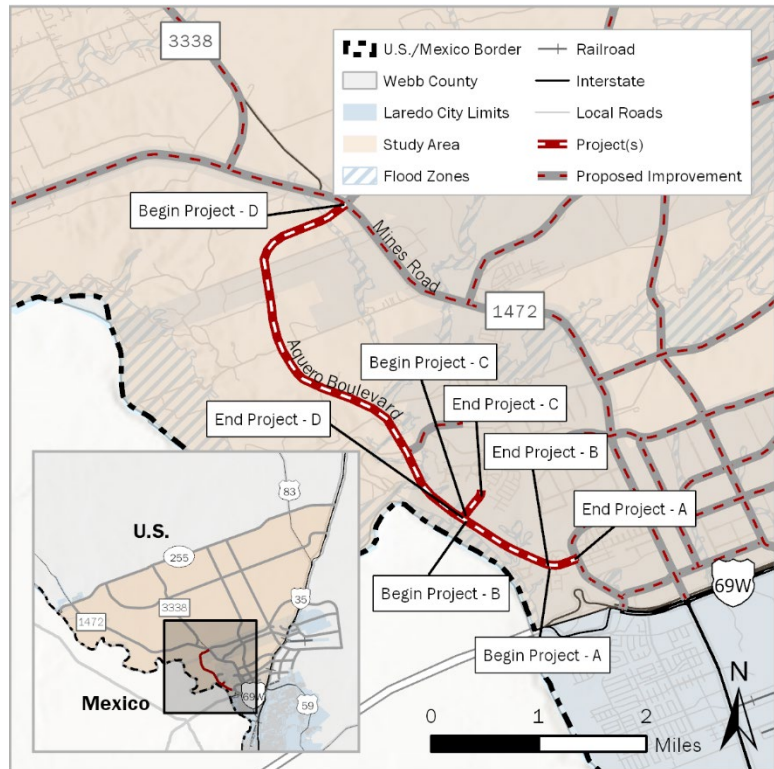 3338
U.S./Mexico Border
Webb County
Laredo City Limits
Study Area
Flood Zones
Railroad
Interstate
Local Roads
Project(s)
Proposed Improvement
Begin Project - D
Mines Road
1472
Aguero Boulevard
Begin Project - C
End Project - D
End Project - C
End Project - B
End Project - A
Begin Project - B
Begin Project - A
69W
83
U.S.
255
35
3338
1472
Mexico
69W
59
N
0 1 2
Miles